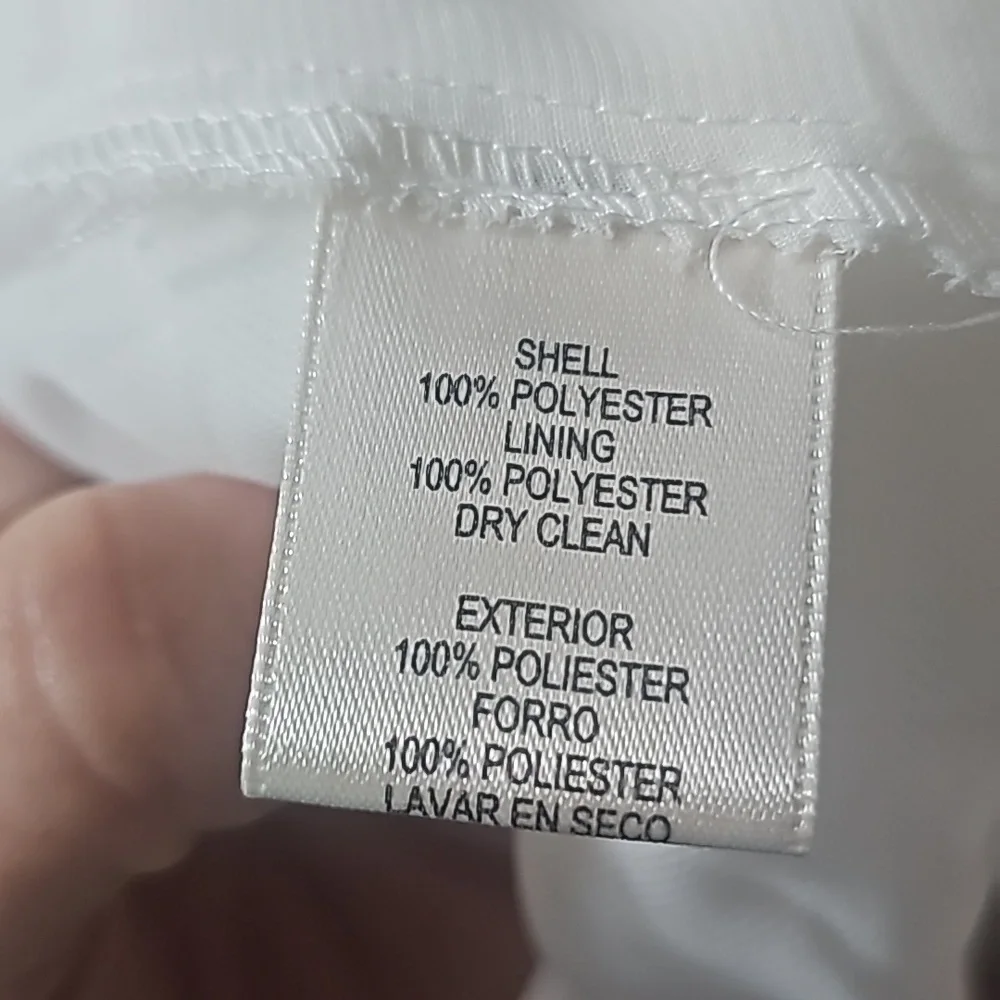 SHELL
100% POLYESTER
LINING
100% POLYESTER
DRY CLEAN
EXTERIOR
100% POLIESTER
FORRO
100% POLIESTER
LAVAR EN SECO